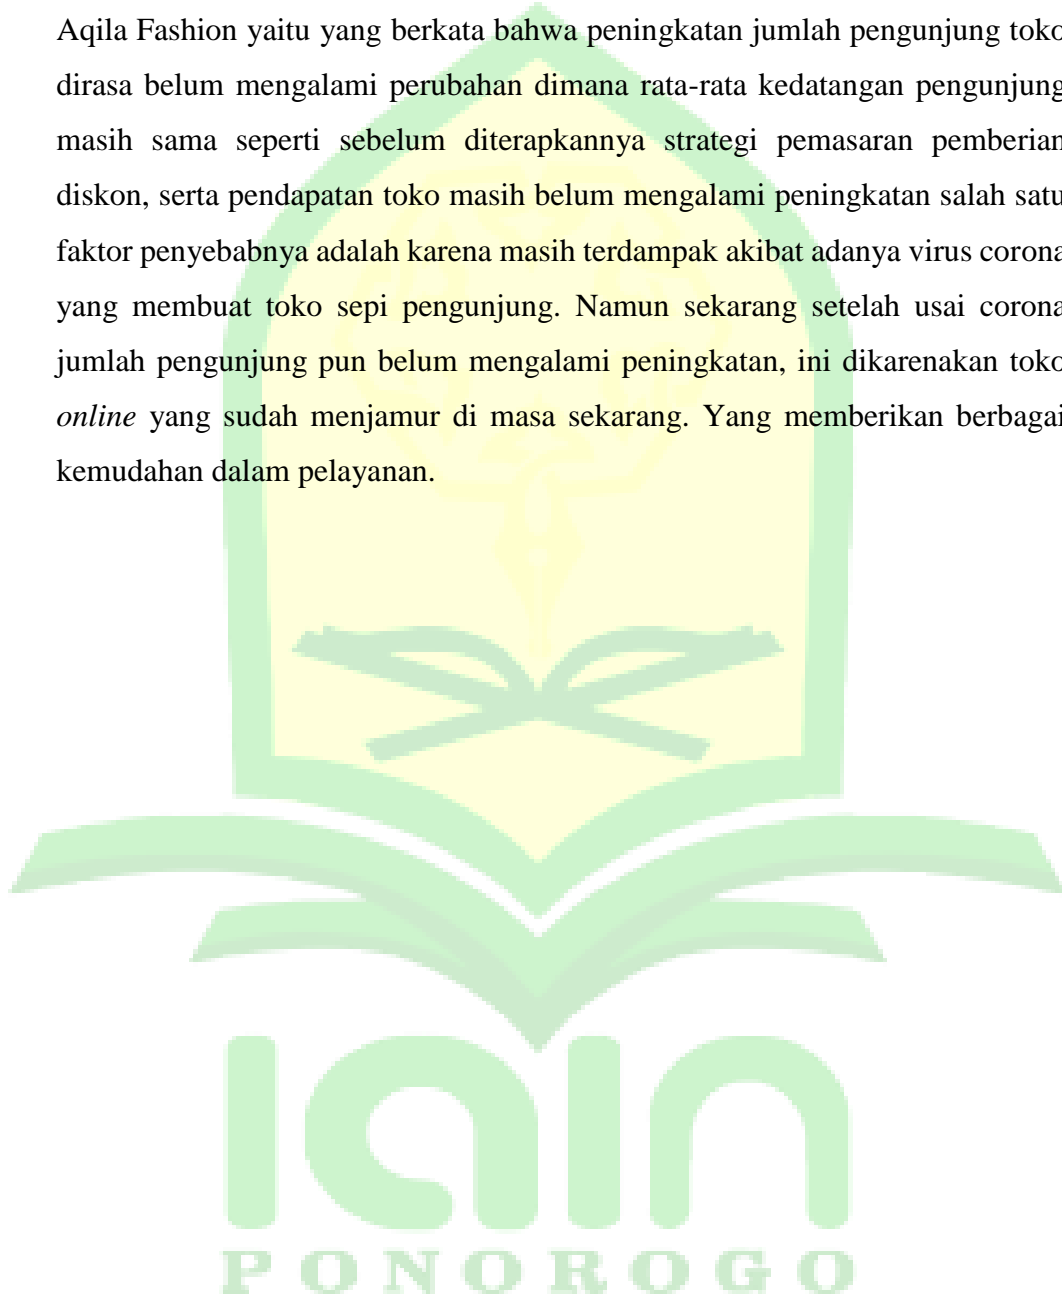 Aqila Fashion yaitu yang berkata bahwa peningkatan jumlah pengunjung toko
dirasa belum mengalami perubahan dimana rata-rata kedatangan pengunjung
masih sama seperti sebelum diterapkannya strategi pemasaran pemberian
diskon, serta pendapatan toko masih belum mengalami peningkatan salah satu
faktor penyebabnya adalah karena masih terdampak akibat adanya virus corona
yang membuat toko sepi pengunjung. Namun sekarang setelah usai corona
jumlah pengunjung pun belum mengalami peningkatan, ini dikarenakan toko
online yang sudah menjamur di masa sekarang. Yang memberikan berbagai
kemudahan dalam pelayanan.
iain
PONOROGO